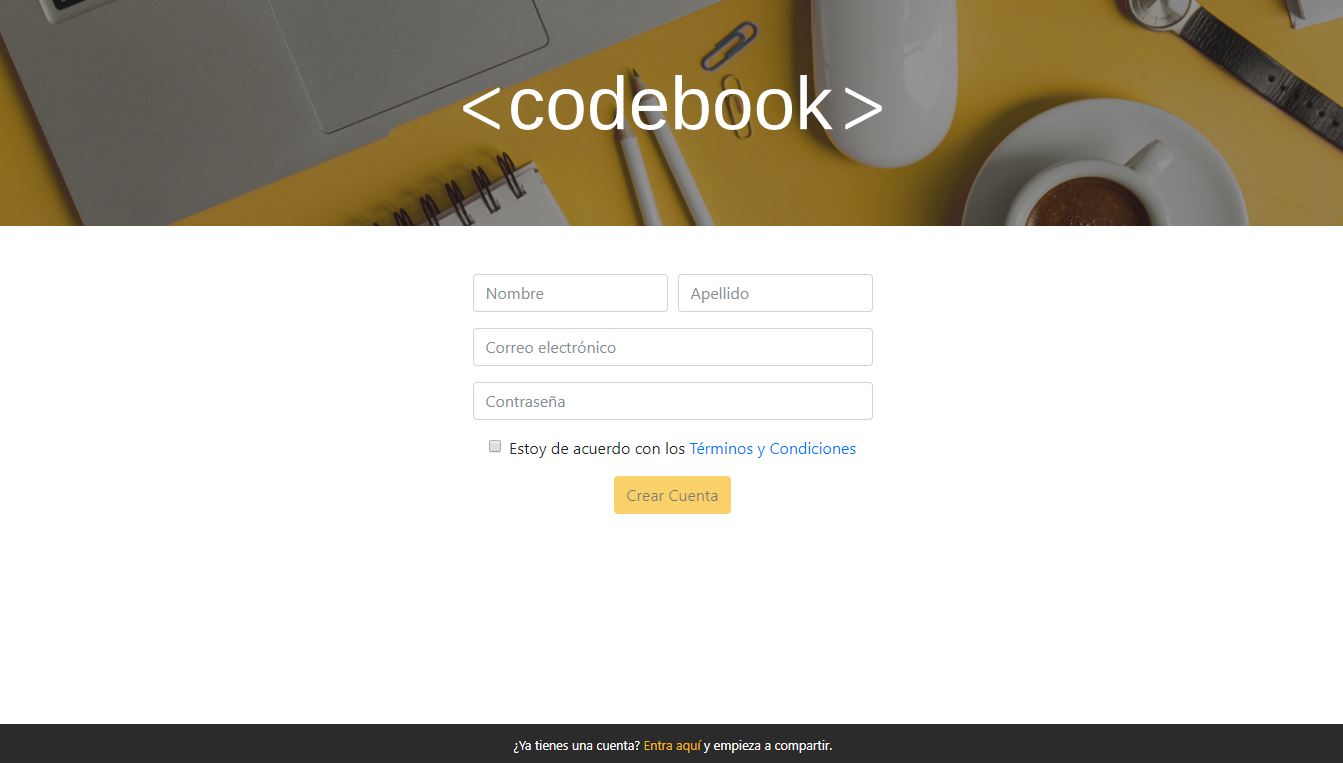 <codebook>
Nombre Apellido
Correo electrónico
Contraseña
Estoy de acuerdo con los Términos y Condiciones
Crear Cuenta
¿Ya tienes una cuenta? Entra aquí y empieza a compartir.